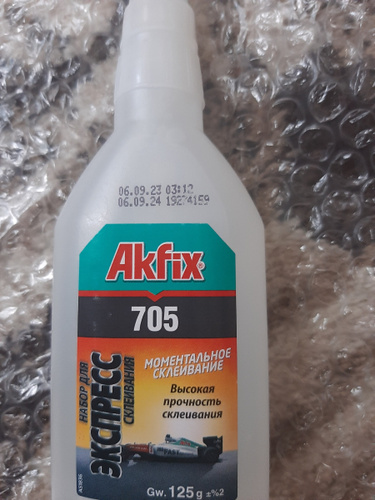 06.09.23 03:12
06.09.24 19274159
Akfix
705
НАБОР ДЛЯ
ЭКСПРЕСС
СКЛЕИВАНИЯ
МОМЕНТАЛЬНОЕ
СКЛЕИВАНИЕ
Высокая
прочность
склеивания
Gw. 125g ±%2